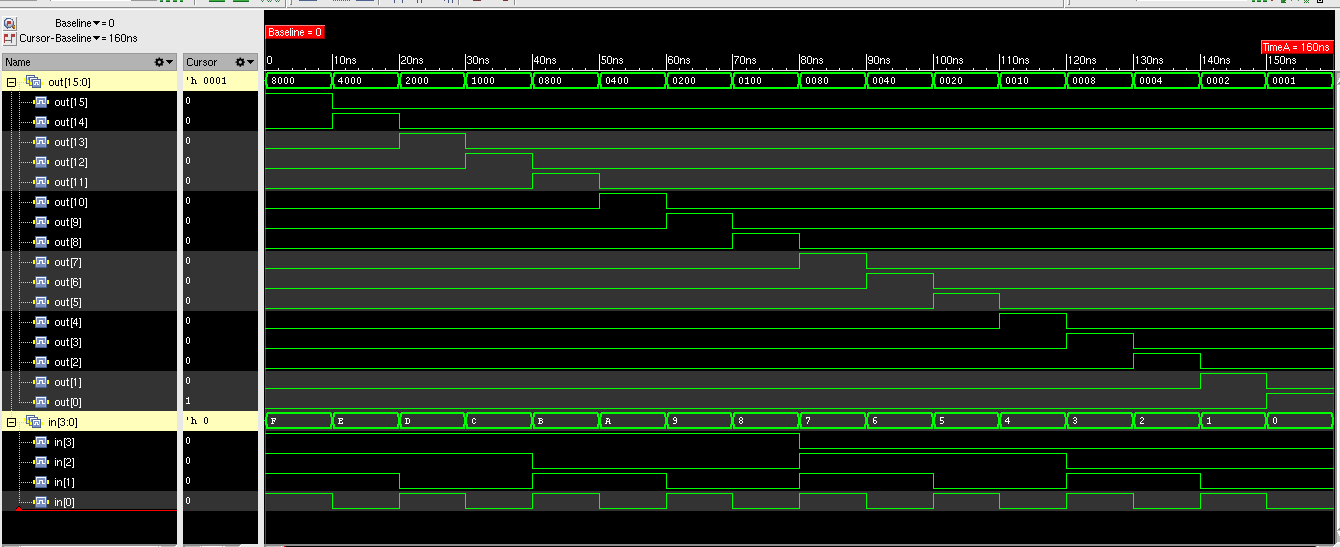 Baseline▼= 0
Cursor-Baseline▼= 160ns
Baseline = 0
TimeA = 160ns
Name Cursor 0 10ns 20ns 30ns 40ns 50ns 60ns 70ns 80ns 90ns 100ns 110ns 120ns 130ns 140ns 150ns
out[15:0] 'h 0001 8000 4000 2000 1000 0800 0400 0200 0100 0080 0040 0020 0010 0008 0004 0002 0001
out[15] 0
out[14] 0
out[13] 0
out[12] 0
out[11] 0
out[10] 0
out[9] 0
out[8] 0
out[7] 0
out[6] 0
out[5] 0
out[4] 0
out[3] 0
out[2] 0
out[1] 0
out[0] 1
in[3:0] 'h 0 F E D C B A 9 8 7 6 5 4 3 2 1 0
in[3] 0
in[2] 0
in[1] 0
in[0] 0